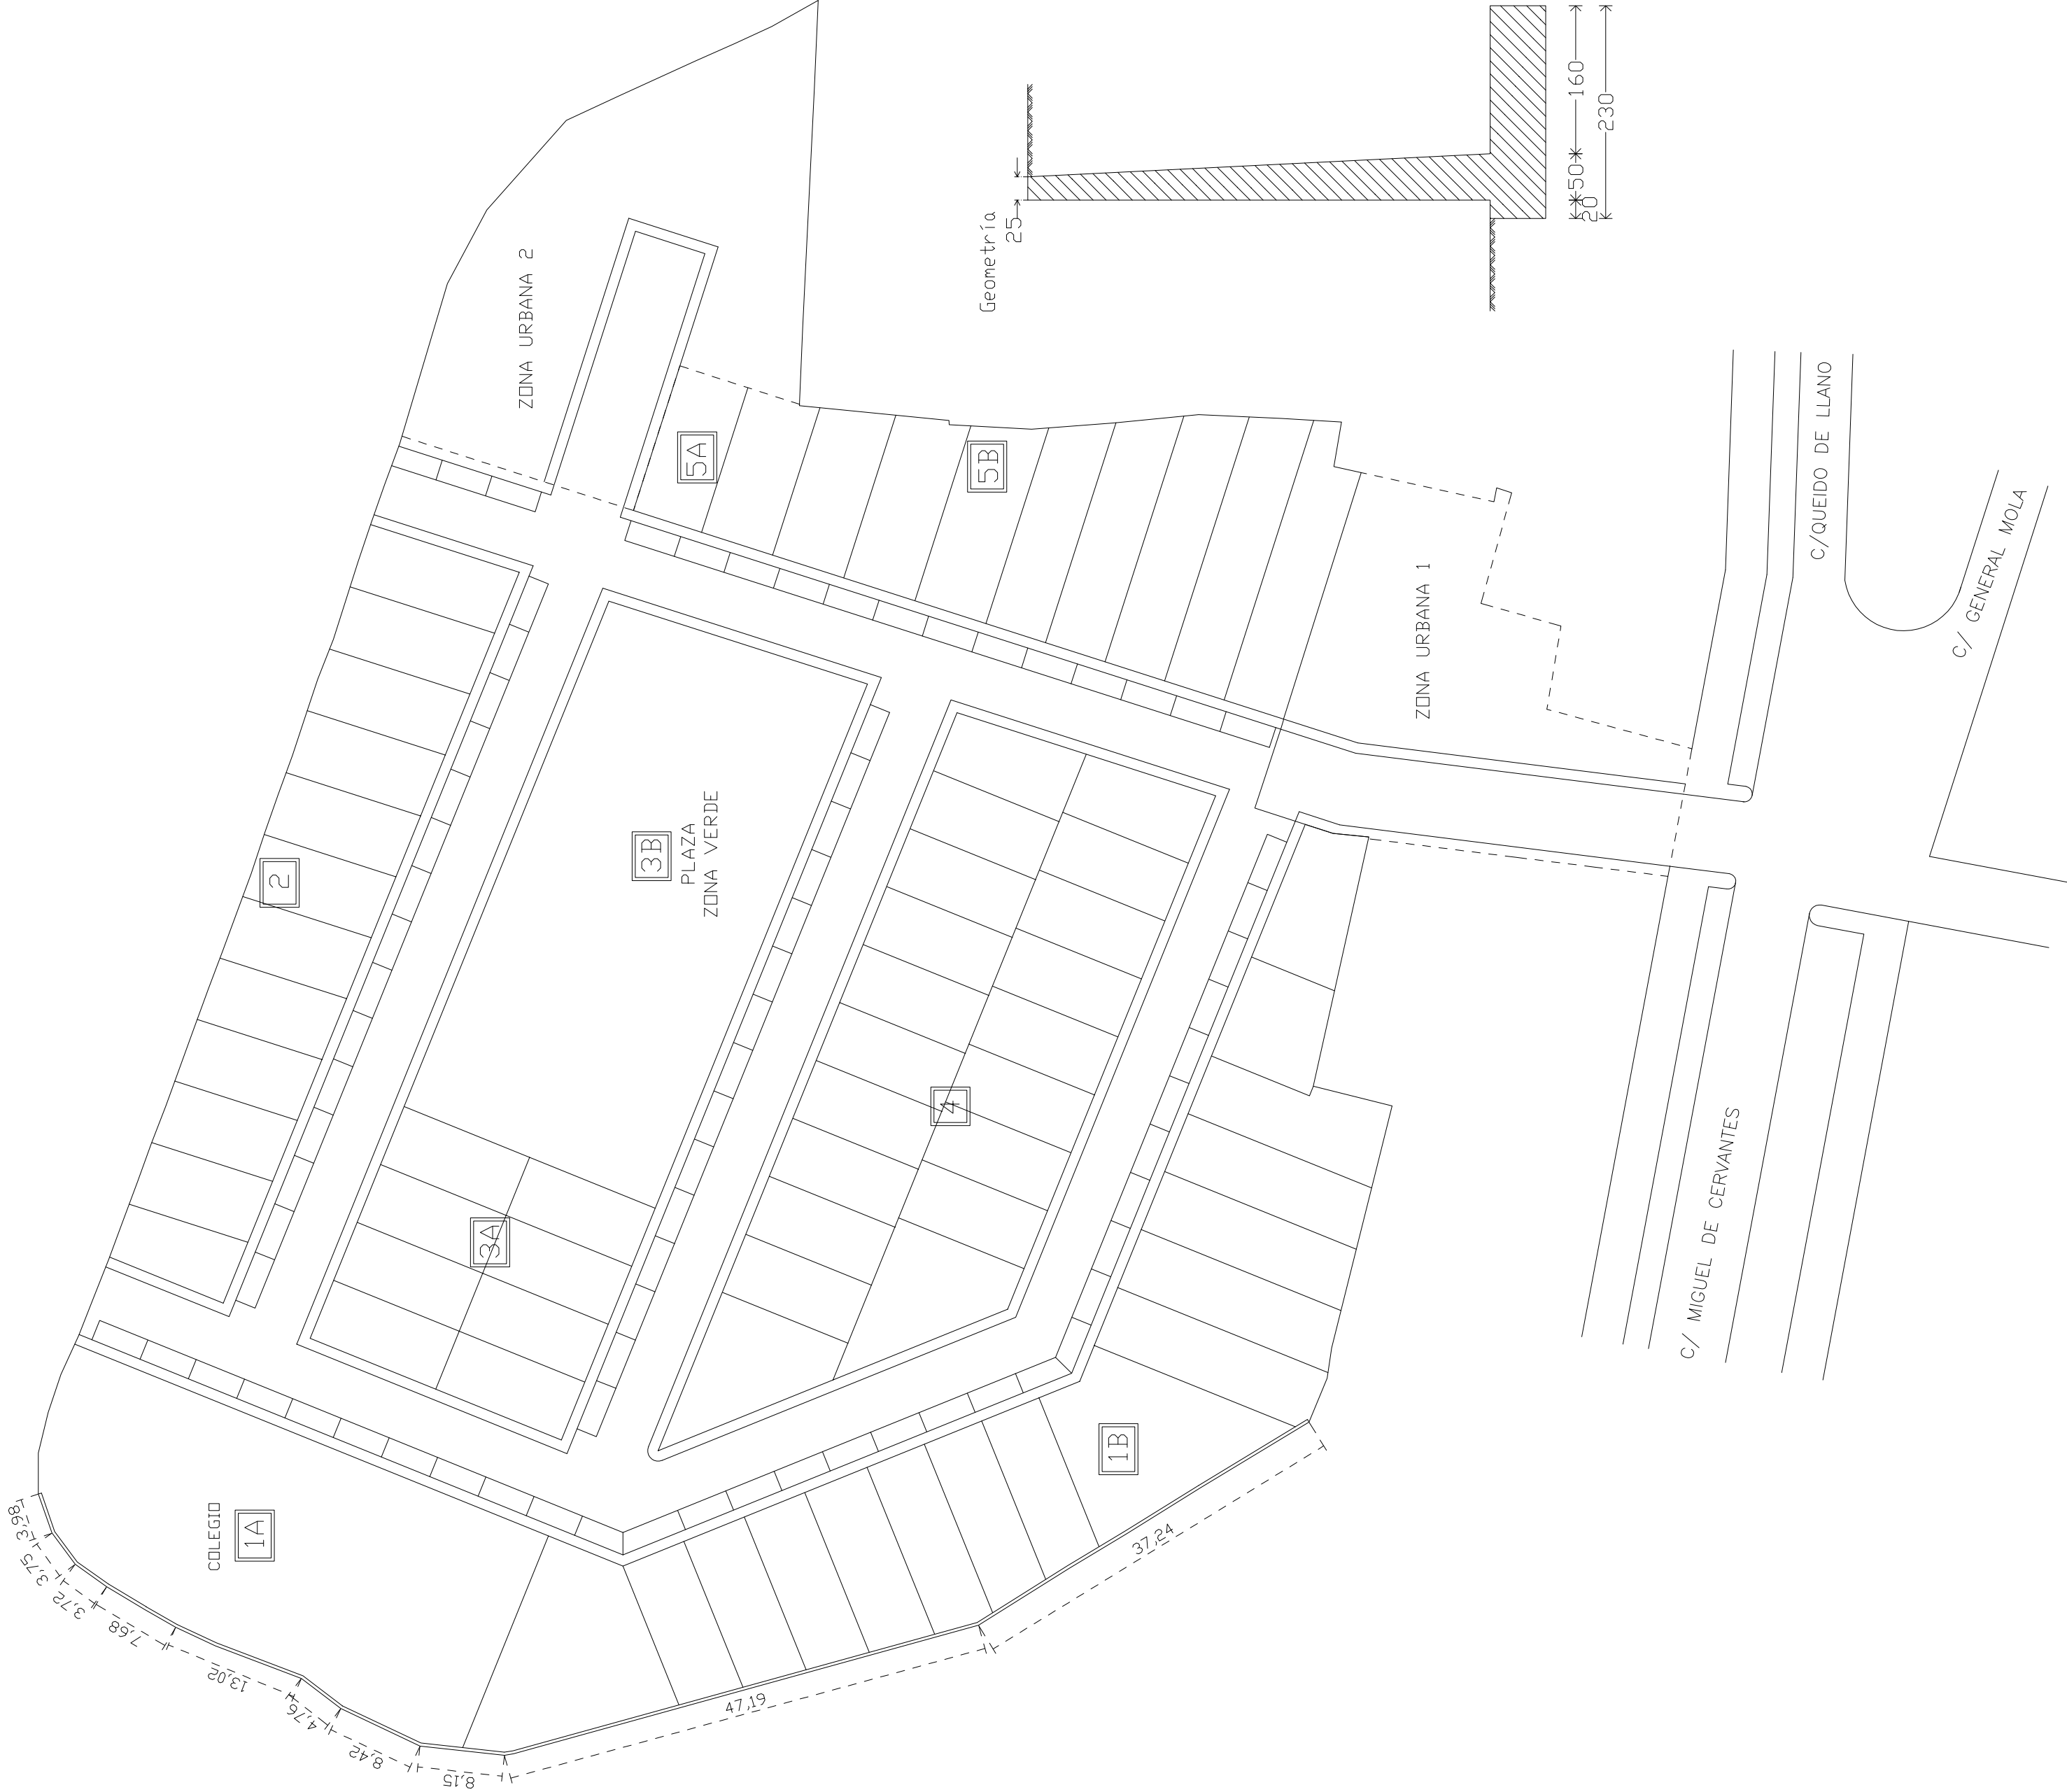 ZONA URBANA 2
5A
5B
Geometría
25
160
50
20
230
C/QUEIDO DE LLANO
C/ GENERAL MOLA
ZONA URBANA 1
2
3B
PLAZA
ZONA VERDE
3A
4
1B
C/ MIGUEL DE CERVANTES
COLEGIO
1A
3,98
3,75
3,72
7,68
13,02
4,76
8,42
8,15
47,19
37,24